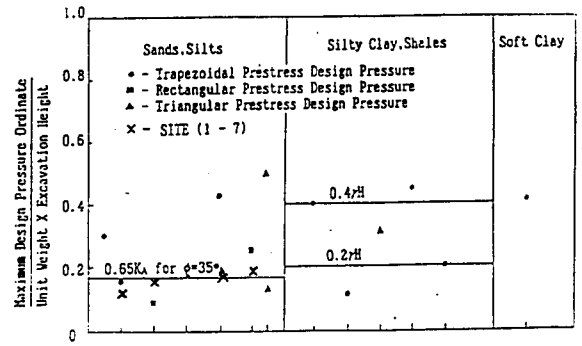 Maximum Design Pressure Ordinate
Unit Weight X Excavation Height
1.0
0.8
0.6
0.4
0.2
0
Sands,Silts
• - Trapezoidal Prestress Design Pressure
▪ - Rectangular Prestress Design Pressure
▲ - Triangular Prestress Design Pressure
× - SITE (1 - 7)
0.65KA for ϕ=35°
Silty Clay,Shales
0.4rH
0.2rH
Soft Clay